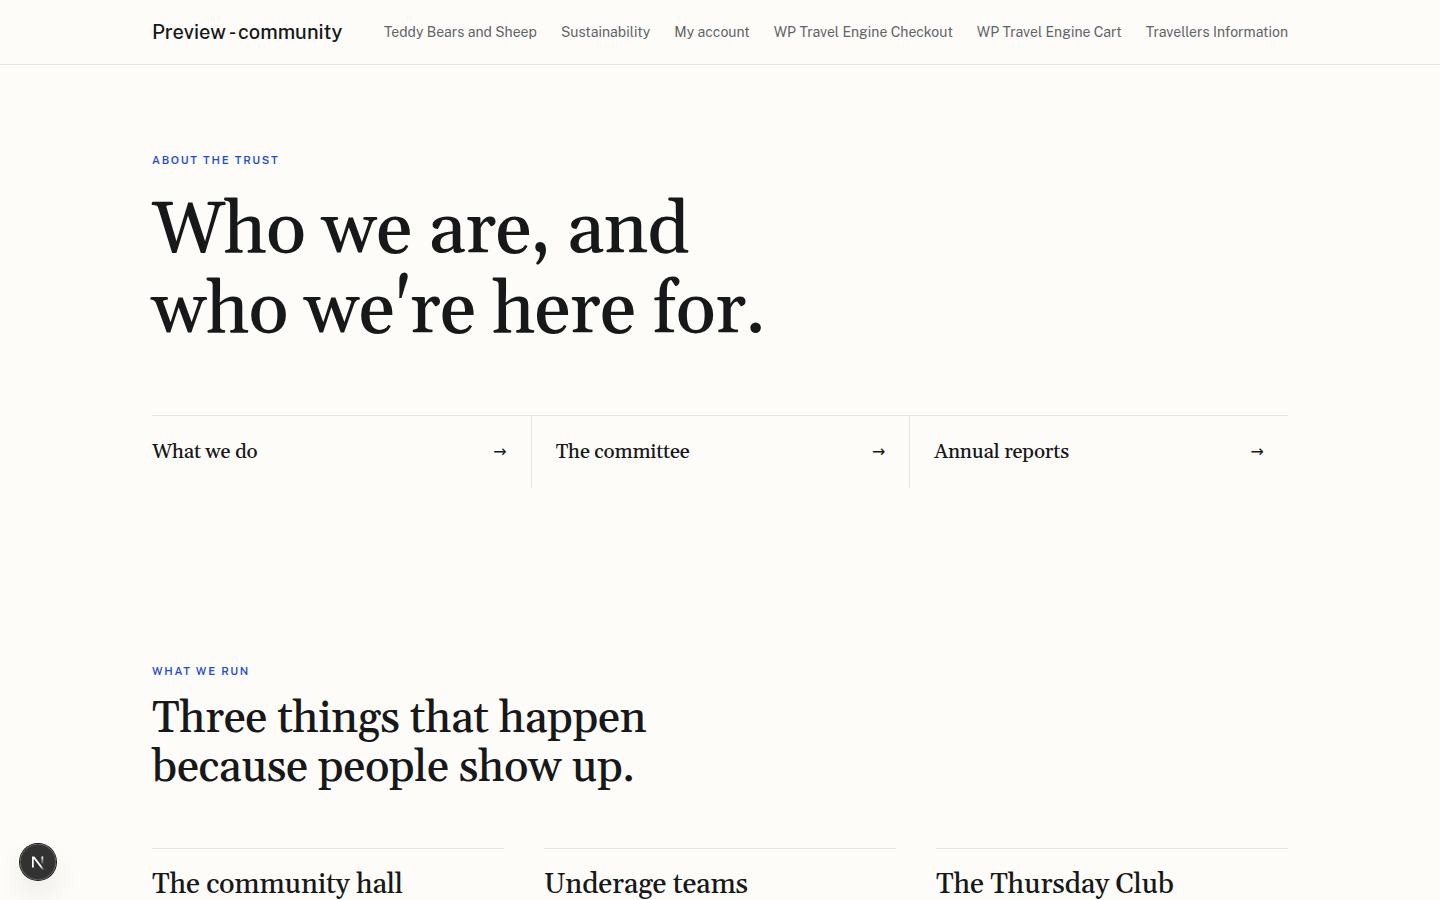 Preview - community
Teddy Bears and Sheep
Sustainability
My account
WP Travel Engine Checkout
WP Travel Engine Cart
Travellers Information
ABOUT THE TRUST
Who we are, and
who we're here for.
What we do →
The committee →
Annual reports →
WHAT WE RUN
Three things that happen
because people show up.
The community hall
Underage teams
The Thursday Club
N